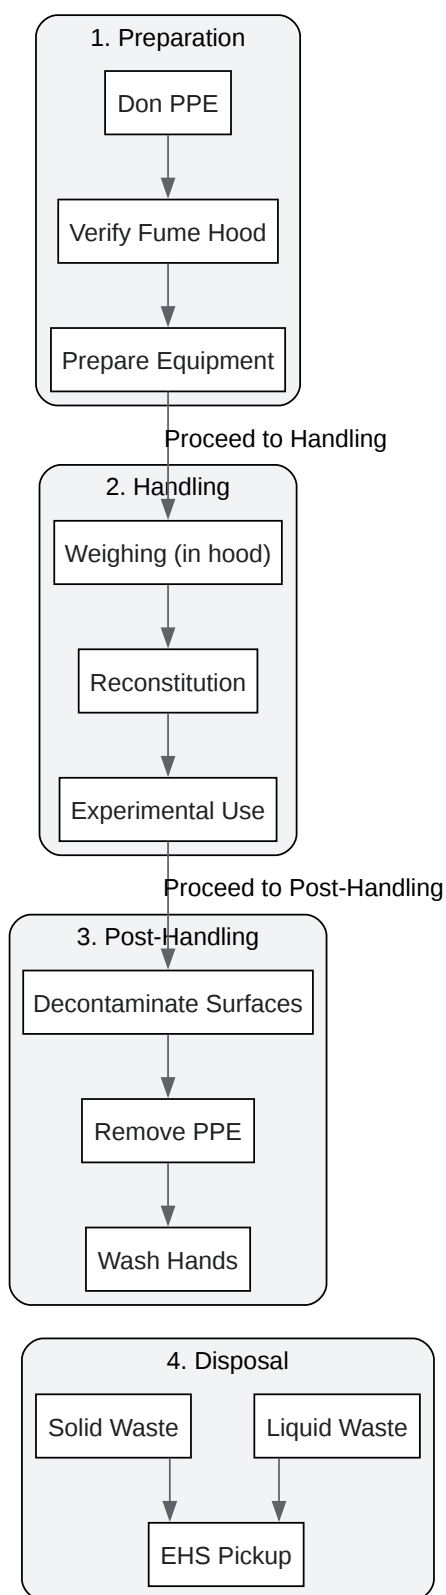 1. Preparation
Don PPE
Verify Fume Hood
Prepare Equipment
Proceed to Handling
2. Handling
Weighing (in hood)
Reconstitution
Experimental Use
Proceed to Post-Handling
3. Post-Handling
Decontaminate Surfaces
Remove PPE
Wash Hands
4. Disposal
Solid Waste
Liquid Waste
EHS Pickup